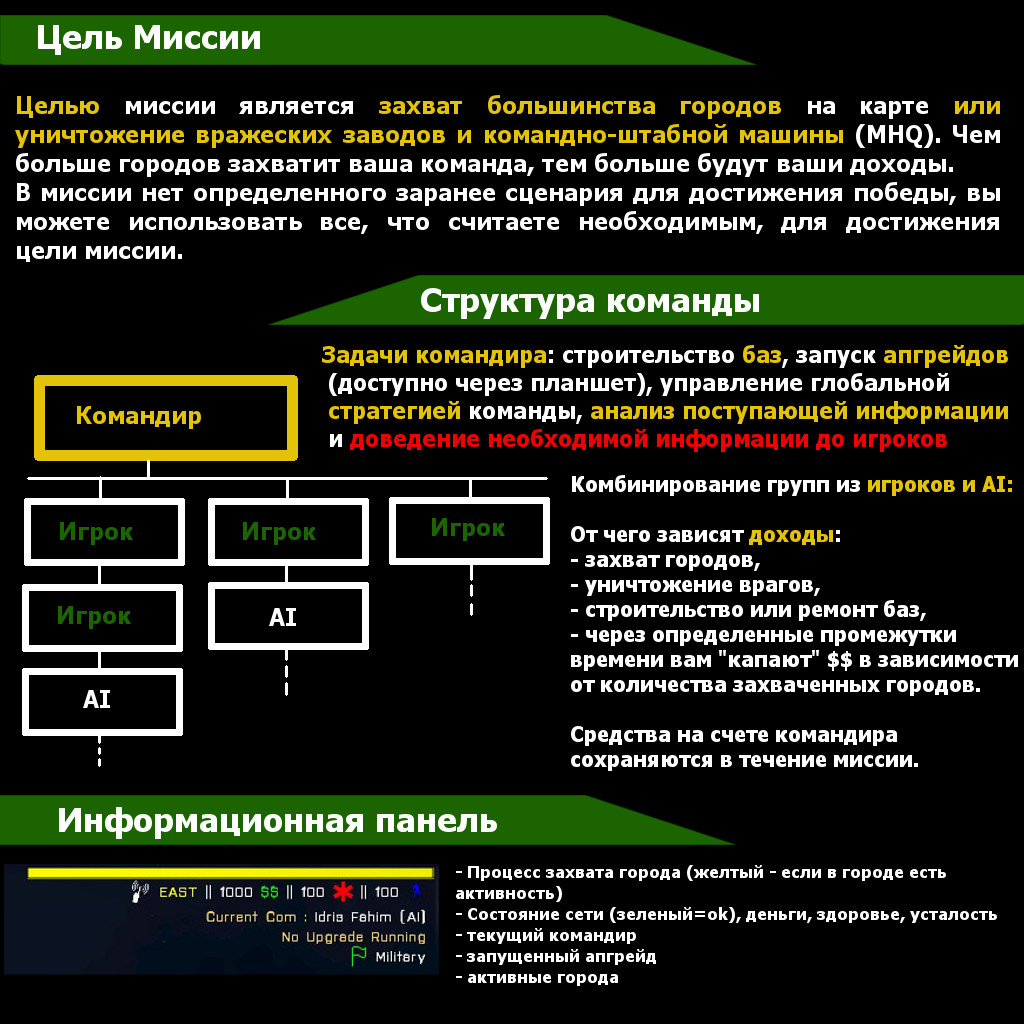 Цель Миссии
Целью миссии является захват большинства городов на карте или
уничтожение вражеских заводов и командно-штабной машины (MHQ). Чем
больше городов захватит ваша команда, тем больше будут ваши доходы.
В миссии нет определенного заранее сценария для достижения победы, вы
можете использовать все, что считаете необходимым, для достижения
цели миссии.
Структура команды
Задачи командира: строительство баз, запуск апгрейдов
(доступно через планшет), управление глобальной
стратегией команды, анализ поступающей информации
и доведение необходимой информации до игроков
Командир
Игрок
Игрок
Игрок
Игрок
AI
AI
Комбинирование групп из игроков и AI:
От чего зависят доходы:
- захват городов,
- уничтожение врагов,
- строительство или ремонт баз,
- через определенные промежутки
времени вам "капают" $$ в зависимости
от количества захваченных городов.
Средства на счете командира
сохраняются в течение миссии.
Информационная панель
EAST || 1000 $$ || 100 || 100
Current Com : Idris Fahim (AI)
No Upgrade Running
Military
- Процесс захвата города (желтый - если в городе есть
активность)
- Состояние сети (зеленый=ok), деньги, здоровье, усталость
- текущий командир
- запущенный апгрейд
- активные города